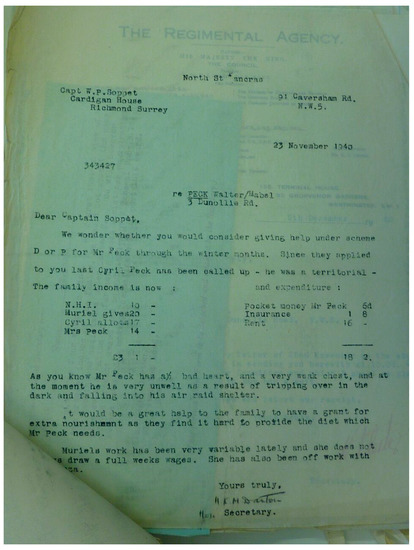 THE REGIMENTAL AGENCY.
North St Pancras
Capt W.P.Soppet
Cardigan House
Richmond Surrey
91 Caversham Rd.
N.W.5.
23 November 1940
343427
re PECK Walter/Mabel
3 Dunollie Rd.
Dear Captain Soppet,
We wonder whether you would consider giving help under scheme
D or P for Mr Peck through the winter months. Since they applied
to you last Cyril Peck has been called up - he was a territorial -
The family income is now : and expenditure :
N.H.I. 10 - Pocket money Mr Peck 6d
Muriel gives20 - Insurance 1 8
Cyril allots17 - Rent 16 -
Mrs Peck 14 -
23 1 - 18 2.
As you know Mr Peck has a bad heart, and a very weak chest, and at
the moment he is very unwell as a result of tripping over in the
dark and falling into his air raid shelter.
It would be a great help to the family to have a grant for
extra nourishment as they find it hard to provide the diet which
Mr Peck needs.
Muriels work has been very variable lately and she does not
draw a full weeks wages. She has also been off work with
Yours truly,
Secretary.